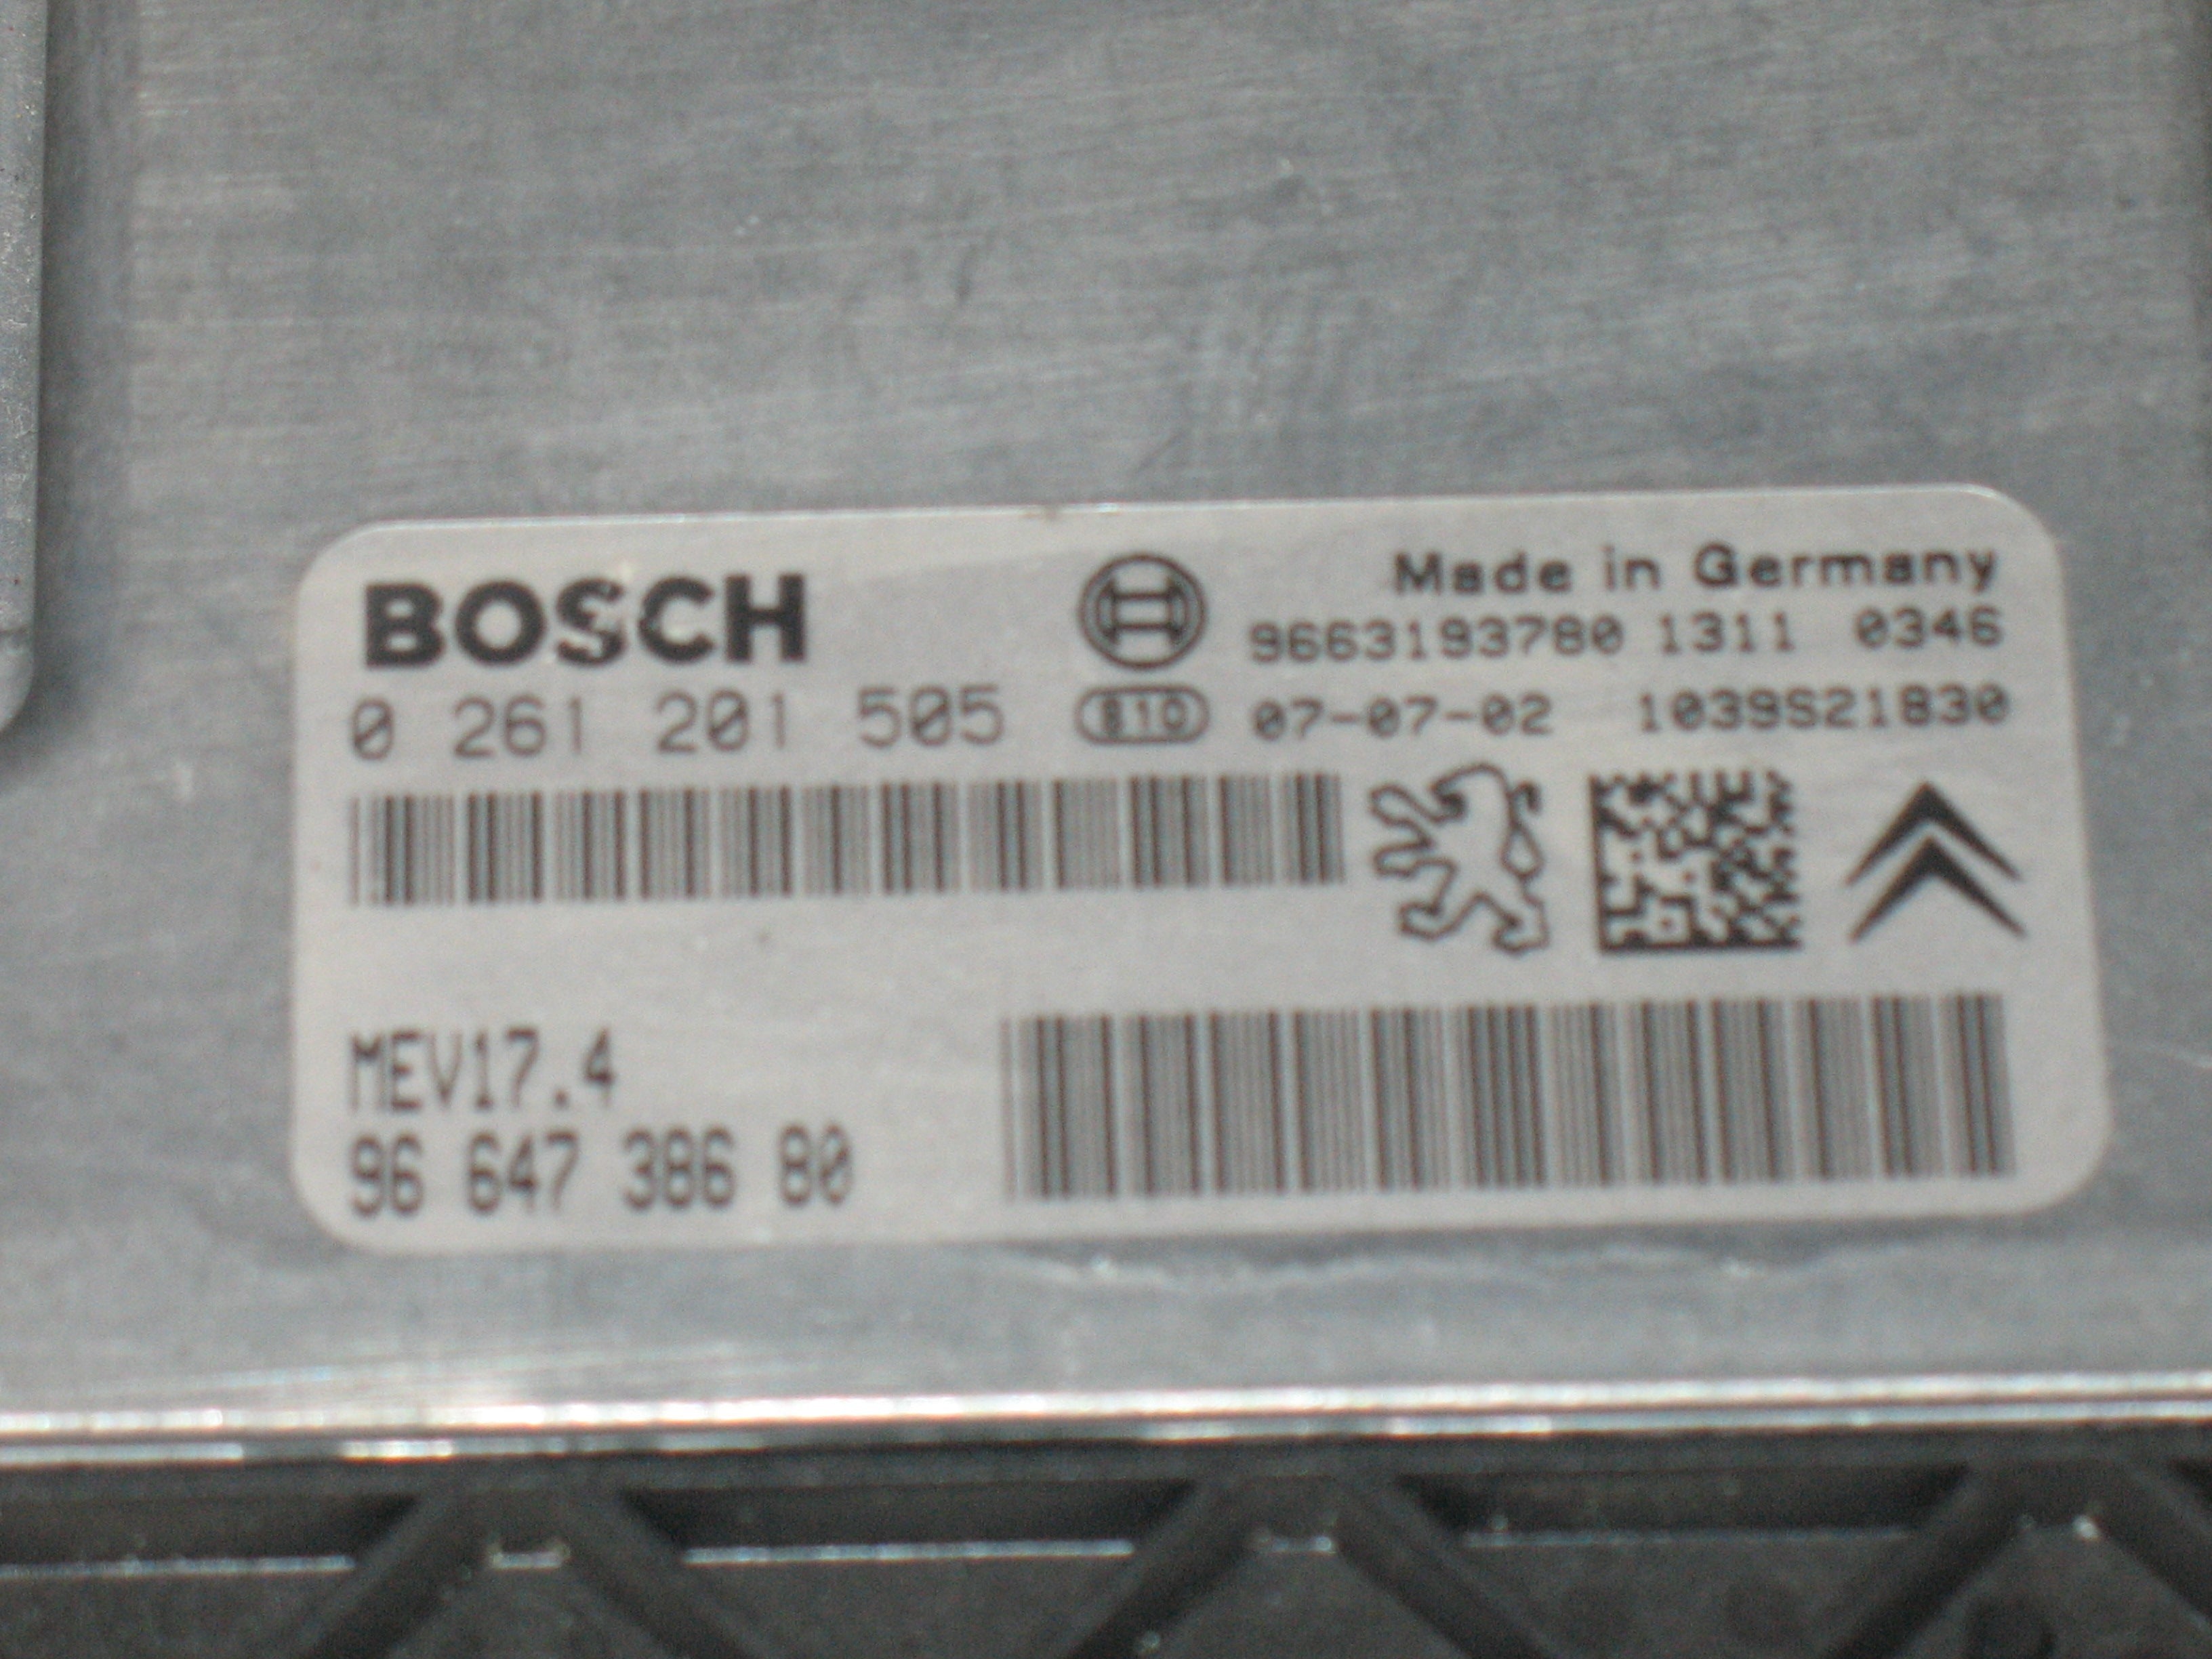 BOSCH
Made in Germany
9663193780 1311 0346
0 261 201 505
810 07-07-02 1039S21830
MEV17.4
96 647 386 80